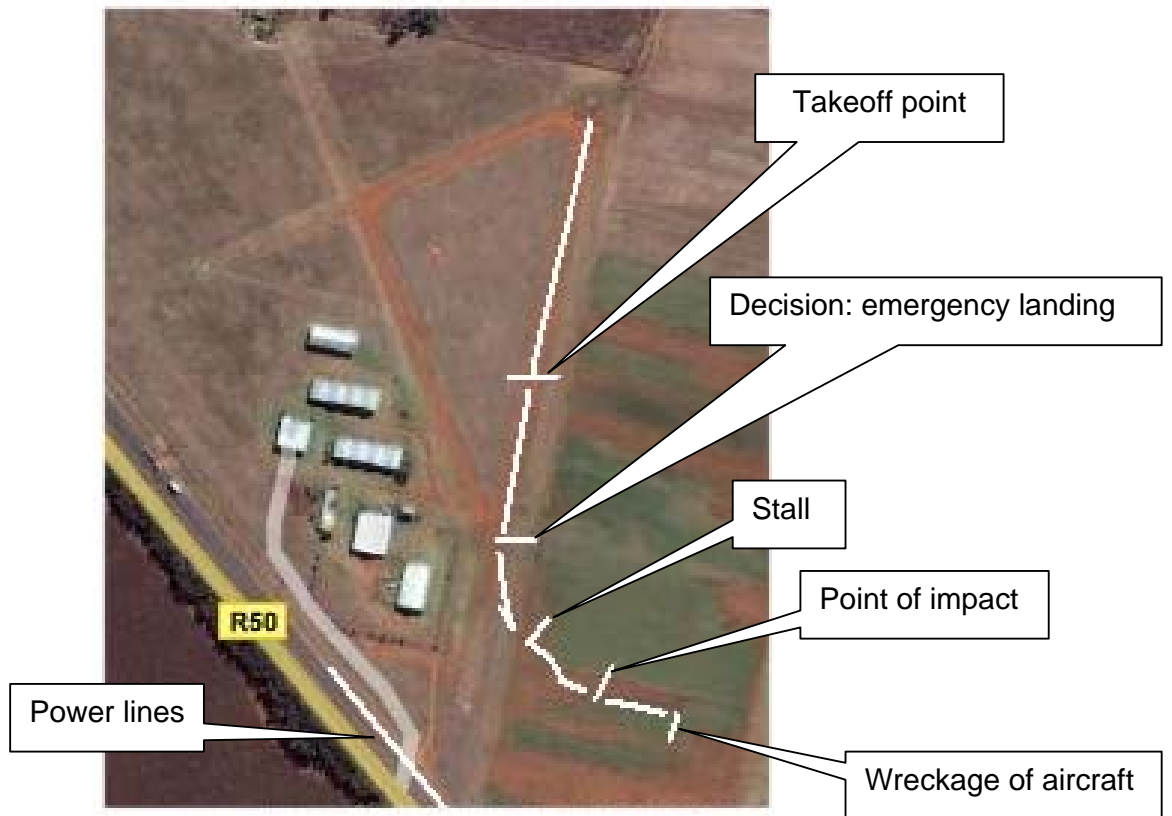 Takeoff point
Decision: emergency landing
Stall
Point of impact
R50
Power lines
Wreckage of aircraft